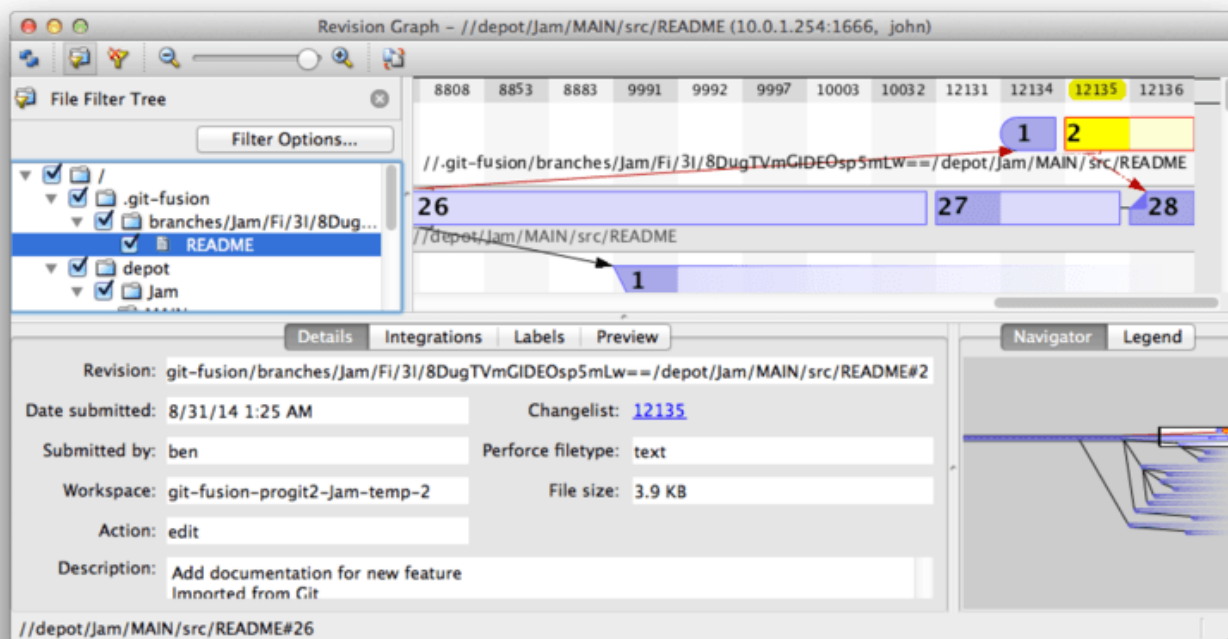 Revision Graph – //depot/Jam/MAIN/src/README (10.0.1.254:1666, john)
File Filter Tree
Filter Options...
/
.git-fusion
branches/Jam/Fi/3I/8Dug...
README
depot
Jam
8808 8853 8883 9991 9992 9997 10003 10032 12131 12134 12135 12136
1 2
//.git-fusion/branches/Jam/Fi/3I/8DugTVmGIDEOsp5mLw==/depot/Jam/MAIN/src/README
26 27 28
//depot/Jam/MAIN/src/README
1
Details Integrations Labels Preview
Navigator Legend
Revision: git-fusion/branches/Jam/Fi/3I/8DugTVmGIDEOsp5mLw==/depot/Jam/MAIN/src/README#2
Date submitted: 8/31/14 1:25 AM Changelist: 12135
Submitted by: ben Perforce filetype: text
Workspace: git-fusion-progit2-Jam-temp-2 File size: 3.9 KB
Action: edit
Description: Add documentation for new feature
Imported from Git
//depot/Jam/MAIN/src/README#26